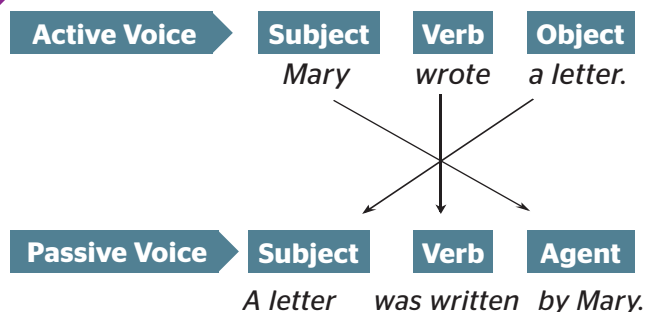 Active Voice Subject Verb Object
Mary wrote a letter.
Passive Voice Subject Verb Agent
A letter was written by Mary.